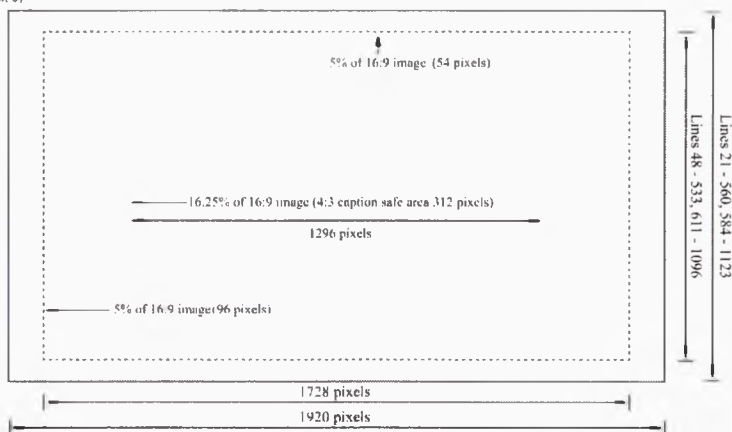 5% of 16:9 image (54 pixels)
16.25% of 16:9 image (4:3 caption safe area 312 pixels)
1296 pixels
5% of 16:9 image(96 pixels)
1728 pixels
1920 pixels
Lines 48 - 533, 611 - 1096
Lines 21 - 560, 584 - 1123